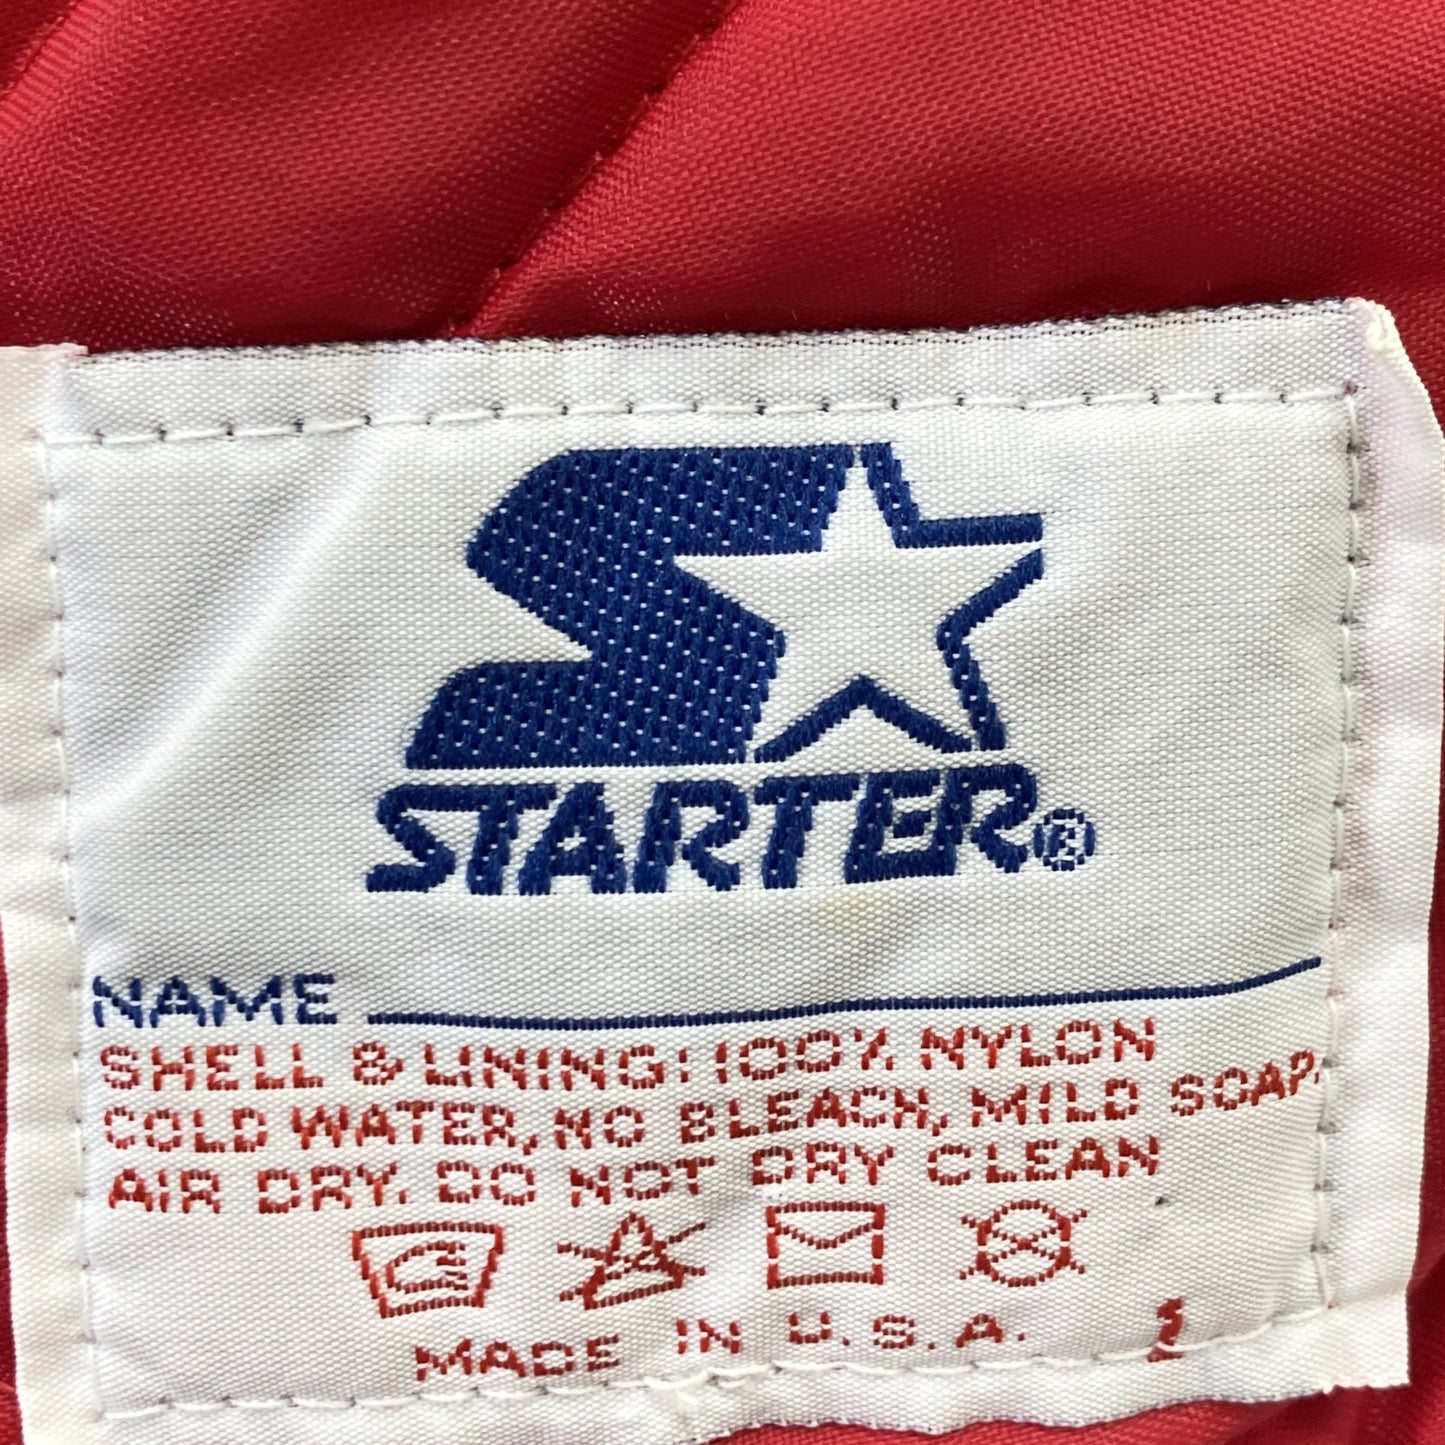 STARTER®
NAME
SHELL & LINING: 100% NYLON
COLD WATER, NO BLEACH, MILD SOAP,
AIR DRY. DO NOT DRY CLEAN
MADE IN U.S.A.